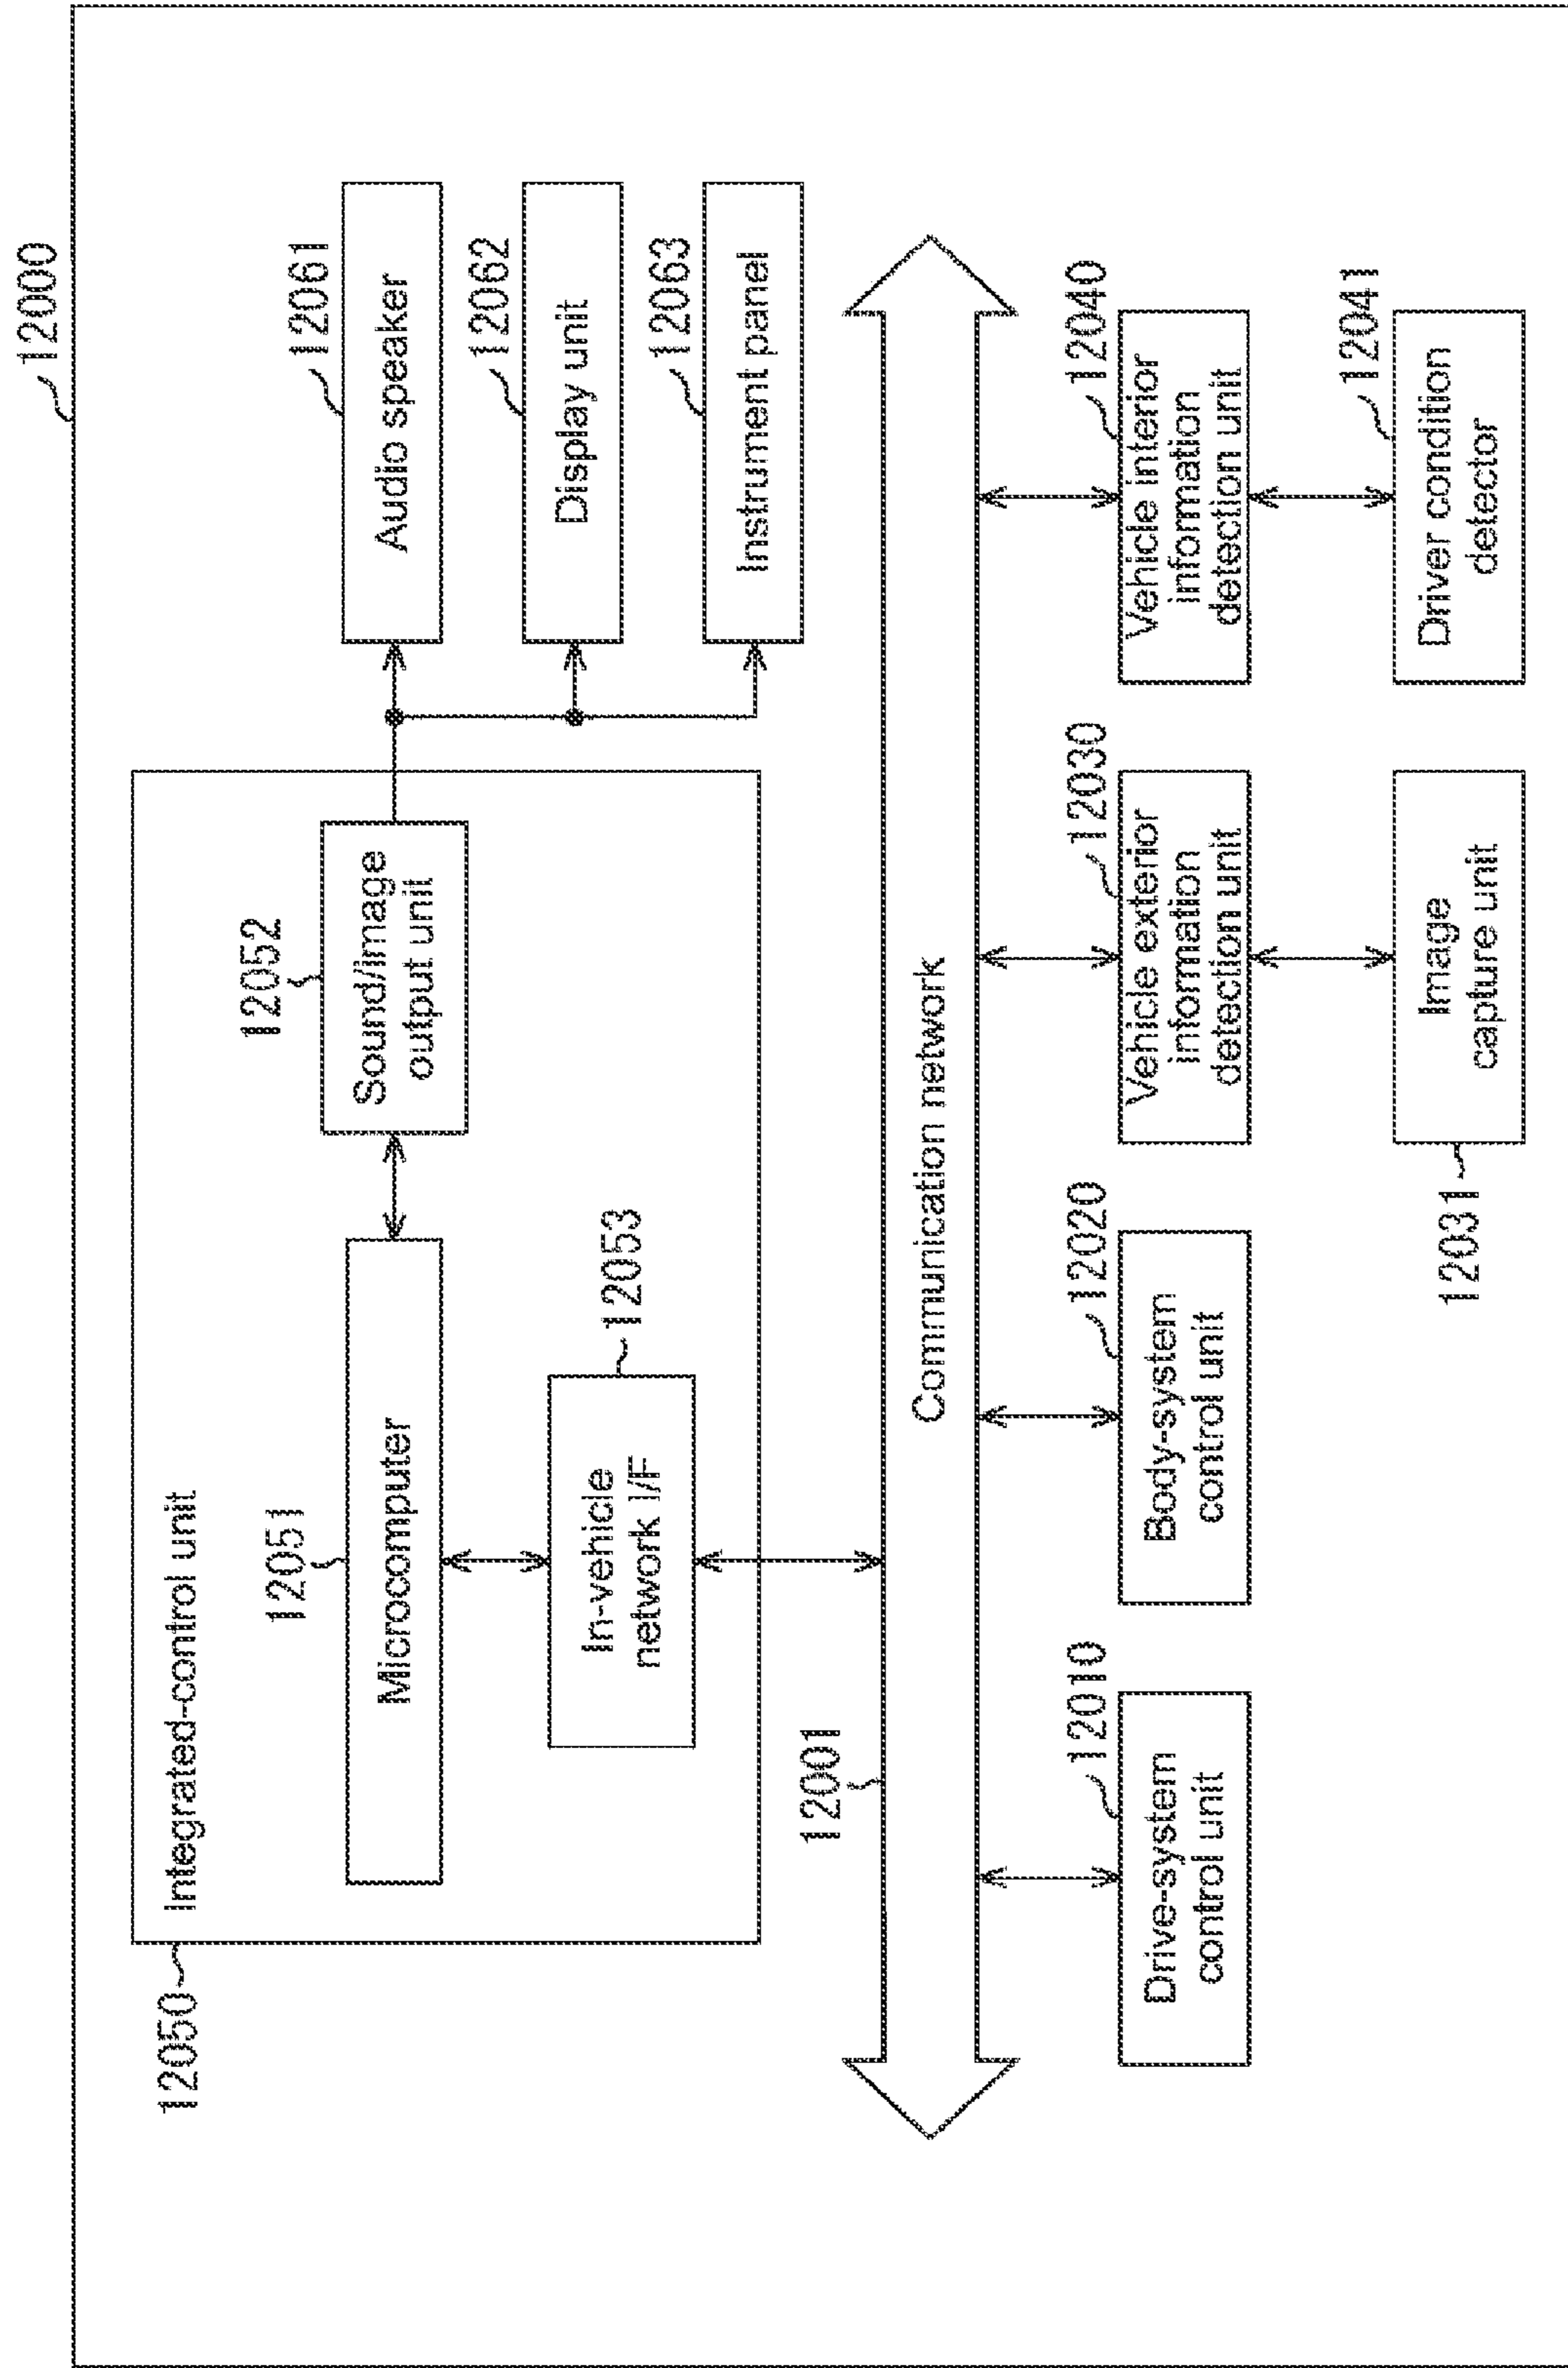 12000
12050
Integrated-control unit
12051
Microcomputer
12052
Sound/image
output unit
12053
In-vehicle
network I/F
12061
Audio speaker
12062
Display unit
12063
Instrument panel
12001
Communication network
12010
Drive-system
control unit
12020
Body-system
control unit
12030
Vehicle exterior
information
detection unit
12040
Vehicle interior
information
detection unit
12031
Image
capture unit
12041
Driver condition
detector